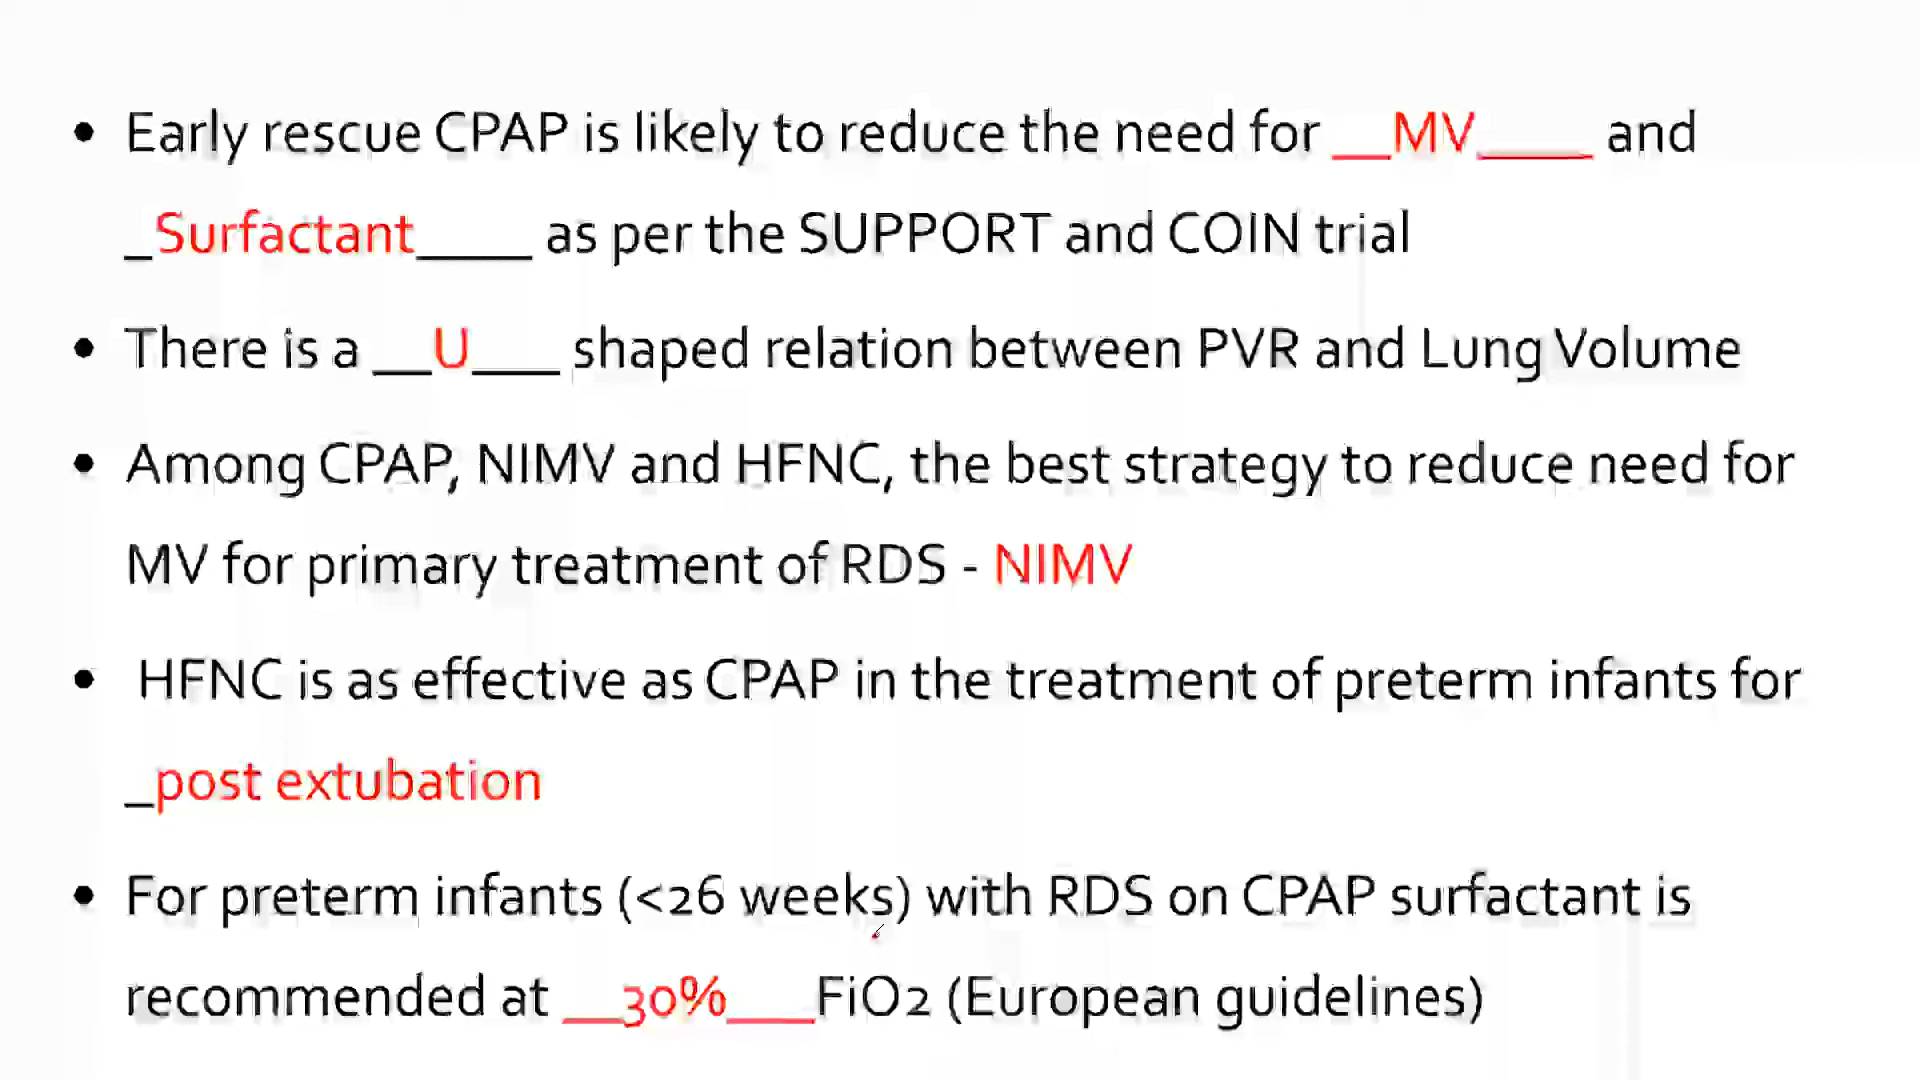 • Early rescue CPAP is likely to reduce the need for __MV____ and
_Surfactant____ as per the SUPPORT and COIN trial
• There is a __U___ shaped relation between PVR and Lung Volume
• Among CPAP, NIMV and HFNC, the best strategy to reduce need for
MV for primary treatment of RDS - NIMV
• HFNC is as effective as CPAP in the treatment of preterm infants for
_post extubation
• For preterm infants (<26 weeks) with RDS on CPAP surfactant is
recommended at __30%___FiO2 (European guidelines)